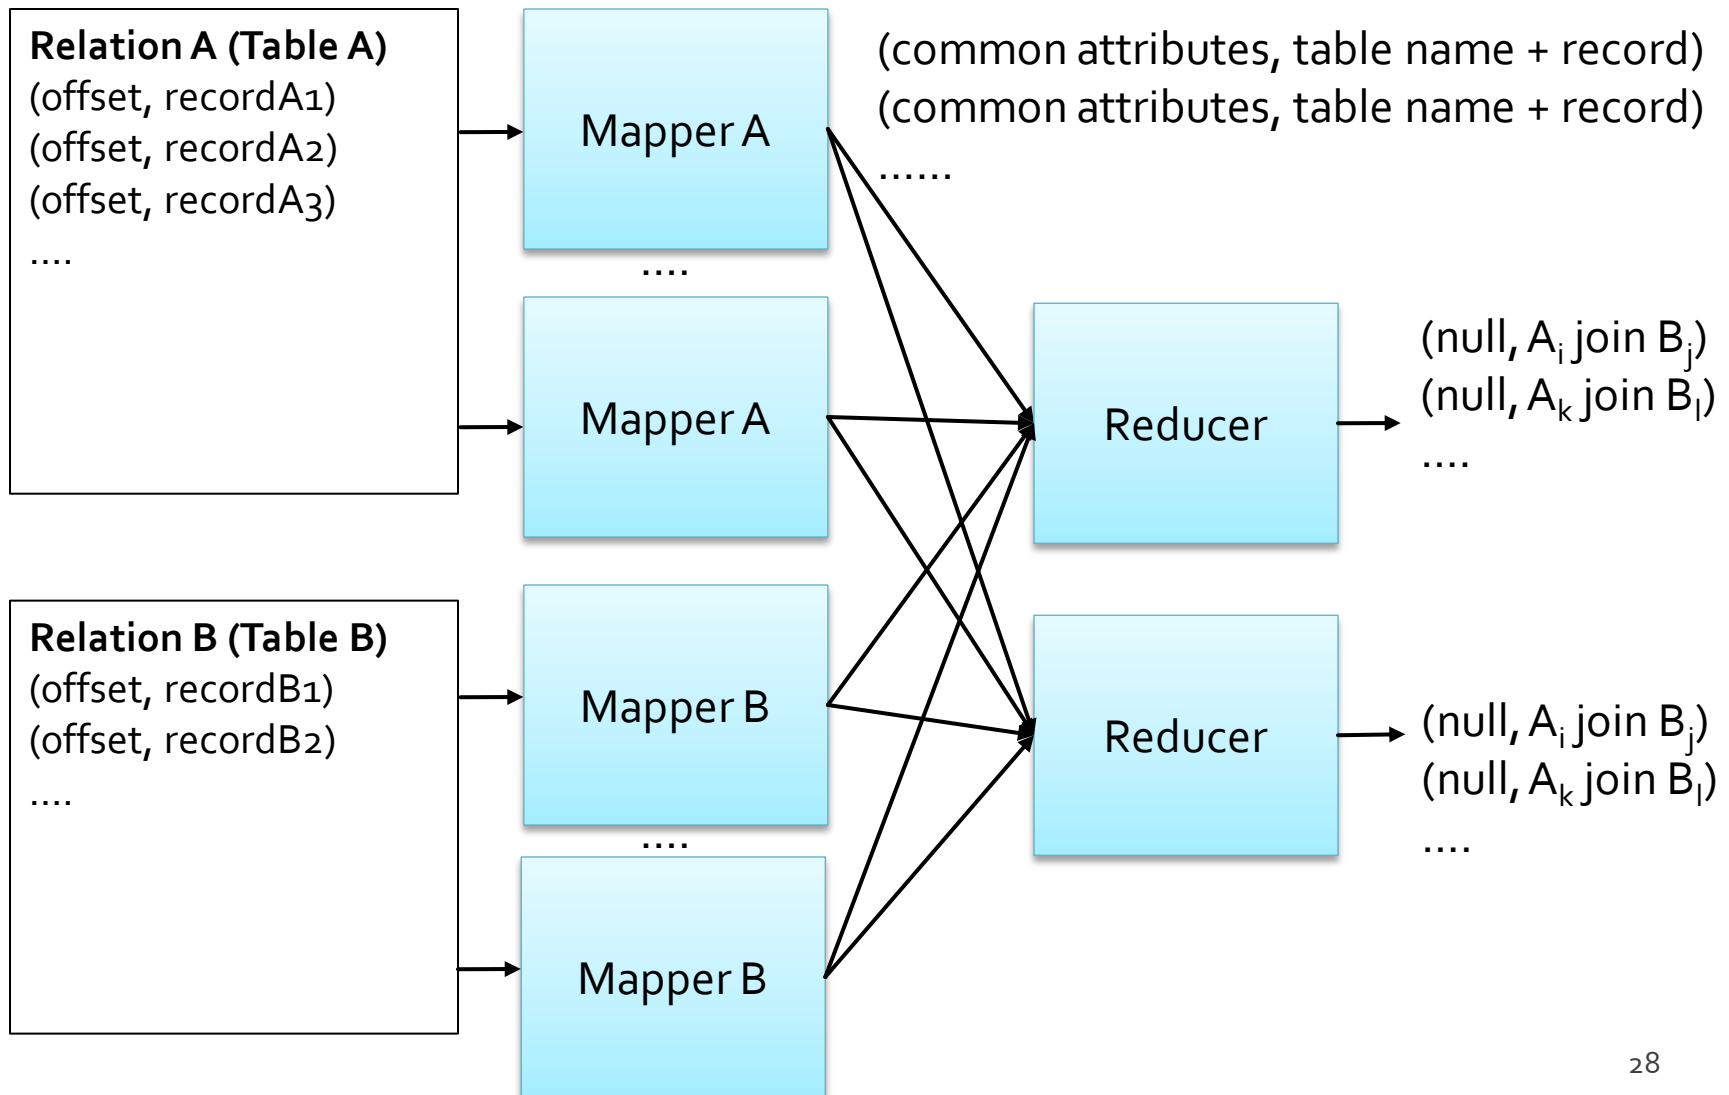 Relation A (Table A)
(offset, recordA1)
(offset, recordA2)
(offset, recordA3)
....
Mapper A
....
Mapper A
(common attributes, table name + record)
(common attributes, table name + record)
......
Relation B (Table B)
(offset, recordB1)
(offset, recordB2)
....
Mapper B
....
Mapper B
Reducer
(null, Ai join Bj)
(null, Ak join Bl)
....
Reducer
(null, Ai join Bj)
(null, Ak join Bl)
....
28